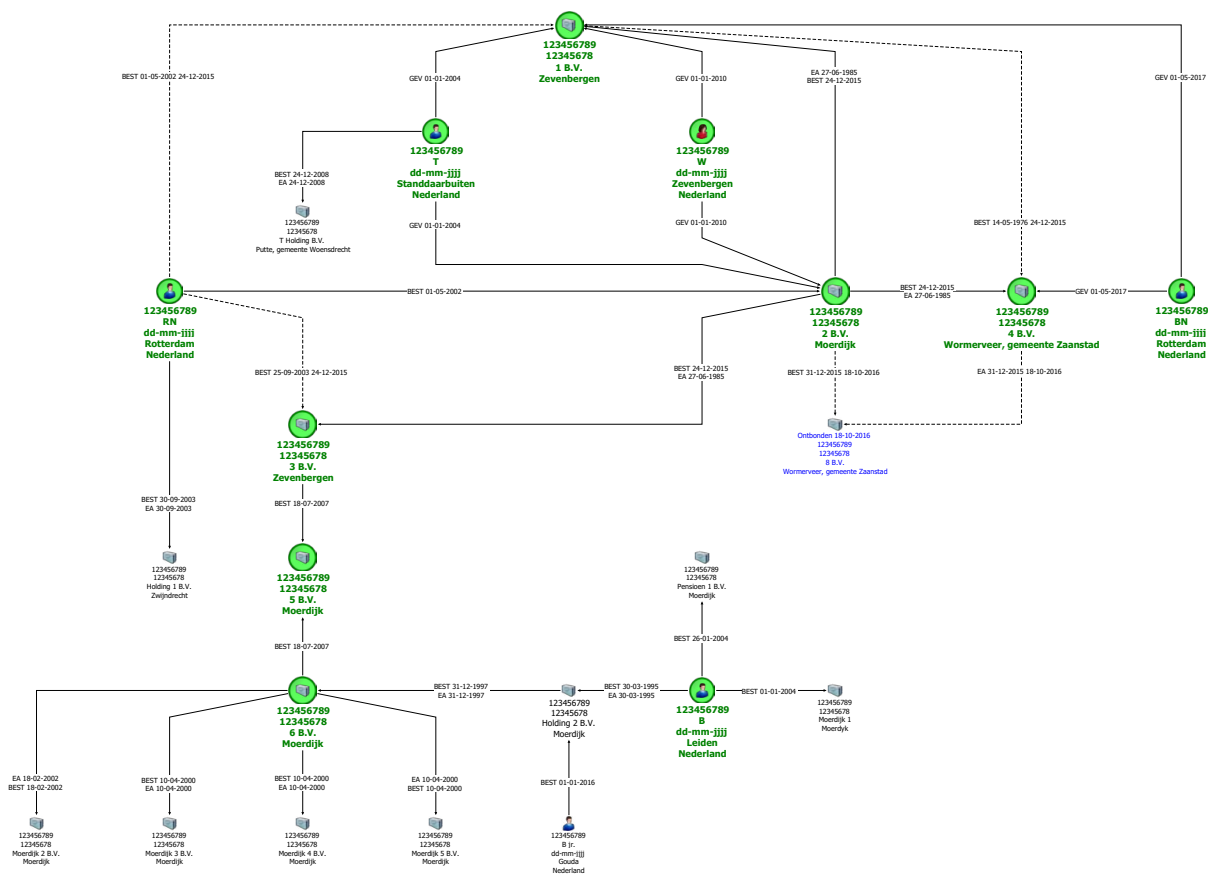 123456789
12345678
1 B.V.
Zevenbergen
BEST 01-05-2002 24-12-2015
GEV 01-01-2004
GEV 01-01-2010
EA 27-06-1985
BEST 24-12-2015
GEV 01-05-2017
123456789
T
dd-mm-jjjj
Standdaarbuiten
Nederland
123456789
W
dd-mm-jjjj
Zevenbergen
Nederland
BEST 24-12-2008
EA 24-12-2008
123456789
12345678
T Holding B.V.
Putte, gemeente Woensdrecht
GEV 01-01-2004
GEV 01-01-2010
BEST 14-05-1976 24-12-2015
BEST 01-05-2002
BEST 24-12-2015
EA 27-06-1985
GEV 01-05-2017
123456789
RN
dd-mm-jjjj
Rotterdam
Nederland
123456789
12345678
2 B.V.
Moerdijk
123456789
12345678
4 B.V.
Wormerveer, gemeente Zaanstad
123456789
BN
dd-mm-jjjj
Rotterdam
Nederland
BEST 25-09-2003 24-12-2015
BEST 24-12-2015
EA 27-06-1985
BEST 31-12-2015 18-10-2016
EA 31-12-2015 18-10-2016
123456789
12345678
3 B.V.
Zevenbergen
Ontbonden 18-10-2016
123456789
12345678
8 B.V.
Wormerveer, gemeente Zaanstad
BEST 30-09-2003
EA 30-09-2003
BEST 18-07-2007
123456789
12345678
Holding 1 B.V.
Zwijndrecht
123456789
12345678
5 B.V.
Moerdijk
123456789
12345678
Pensioen 1 B.V.
Moerdijk
BEST 18-07-2007
BEST 26-01-2004
BEST 31-12-1997
EA 31-12-1997
BEST 30-03-1995
EA 30-03-1995
BEST 01-01-2004
123456789
12345678
6 B.V.
Moerdijk
123456789
12345678
Holding 2 B.V.
Moerdijk
123456789
B
dd-mm-jjjj
Leiden
Nederland
123456789
12345678
Moerdijk 1
Moerdyk
EA 18-02-2002
BEST 18-02-2002
BEST 10-04-2000
EA 10-04-2000
BEST 10-04-2000
EA 10-04-2000
EA 10-04-2000
BEST 10-04-2000
BEST 01-01-2016
123456789
12345678
Moerdijk 2 B.V.
Moerdijk
123456789
12345678
Moerdijk 3 B.V.
Moerdijk
123456789
12345678
Moerdijk 4 B.V.
Moerdijk
123456789
12345678
Moerdijk 5 B.V.
Moerdijk
123456789
B jr.
dd-mm-jjjj
Gouda
Nederland